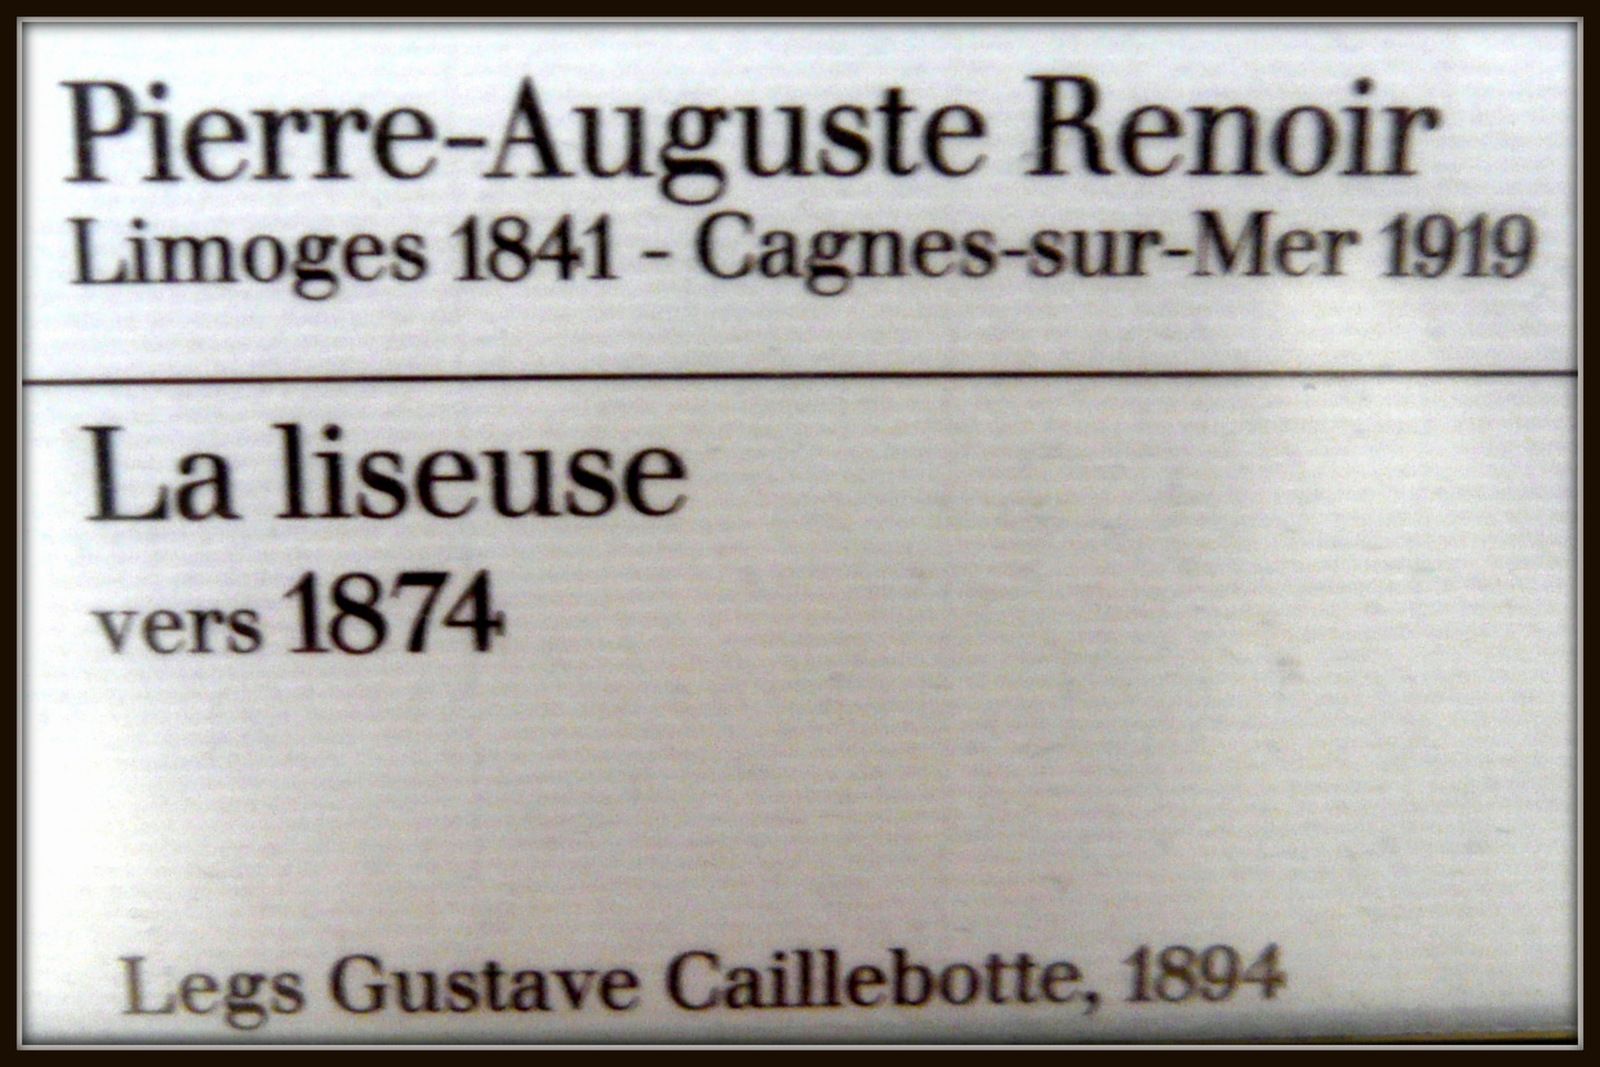 Pierre-Auguste Renoir
Limoges 1841 - Cagnes-sur-Mer 1919
La liseuse
vers 1874
Legs Gustave Caillebotte, 1894